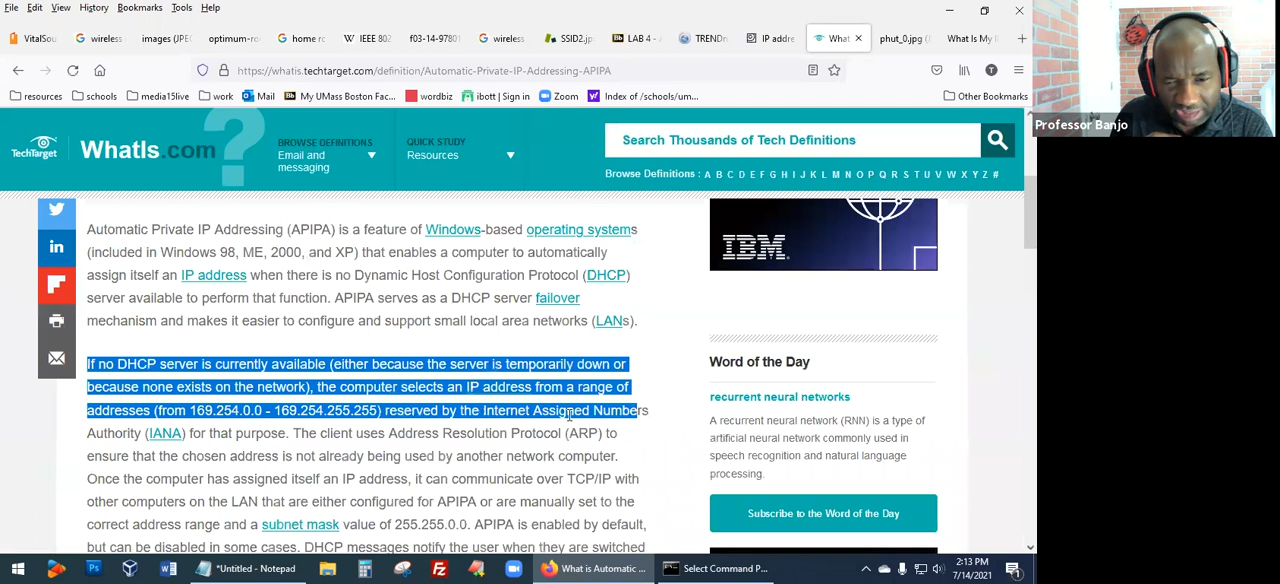 File Edit View History Bookmarks Tools Help
VitalSou wireless images (JPE optimum-ro home ro IEEE 802 f03-14-9780 wireless SSID2.jp LAB 4 - TRENDn IP addre What phut_0.jpg ( What Is My I
https://whatis.techtarget.com/definition/Automatic-Private-IP-Addressing-APIPA
resources schools media15live work Mail My UMass Boston Fac... wordbiz ibott | Sign in Zoom Index of /schools/um... Other Bookmarks
Professor Banjo
TechTarget
WhatIs.com
?
BROWSE DEFINITIONS
Email and
messaging
QUICK STUDY
Resources
Search Thousands of Tech Definitions
Browse Definitions : A B C D E F G H I J K L M N O P Q R S T U V W X Y Z #
Automatic Private IP Addressing (APIPA) is a feature of Windows-based operating systems
(included in Windows 98, ME, 2000, and XP) that enables a computer to automatically
assign itself an IP address when there is no Dynamic Host Configuration Protocol (DHCP)
server available to perform that function. APIPA serves as a DHCP server failover
mechanism and makes it easier to configure and support small local area networks (LANs).
If no DHCP server is currently available (either because the server is temporarily down or
because none exists on the network), the computer selects an IP address from a range of
addresses (from 169.254.0.0 - 169.254.255.255) reserved by the Internet Assigned Numbers
Authority (IANA) for that purpose. The client uses Address Resolution Protocol (ARP) to
ensure that the chosen address is not already being used by another network computer.
Once the computer has assigned itself an IP address, it can communicate over TCP/IP with
other computers on the LAN that are either configured for APIPA or are manually set to the
correct address range and a subnet mask value of 255.255.0.0. APIPA is enabled by default,
but can be disabled in some cases. DHCP messages notify the user when they are switched
IBM
Word of the Day
recurrent neural networks
A recurrent neural network (RNN) is a type of
artificial neural network commonly used in
speech recognition and natural language
processing.
Subscribe to the Word of the Day
*Untitled - Notepad What is Automatic ... Select Command P...
2:13 PM
7/14/2021